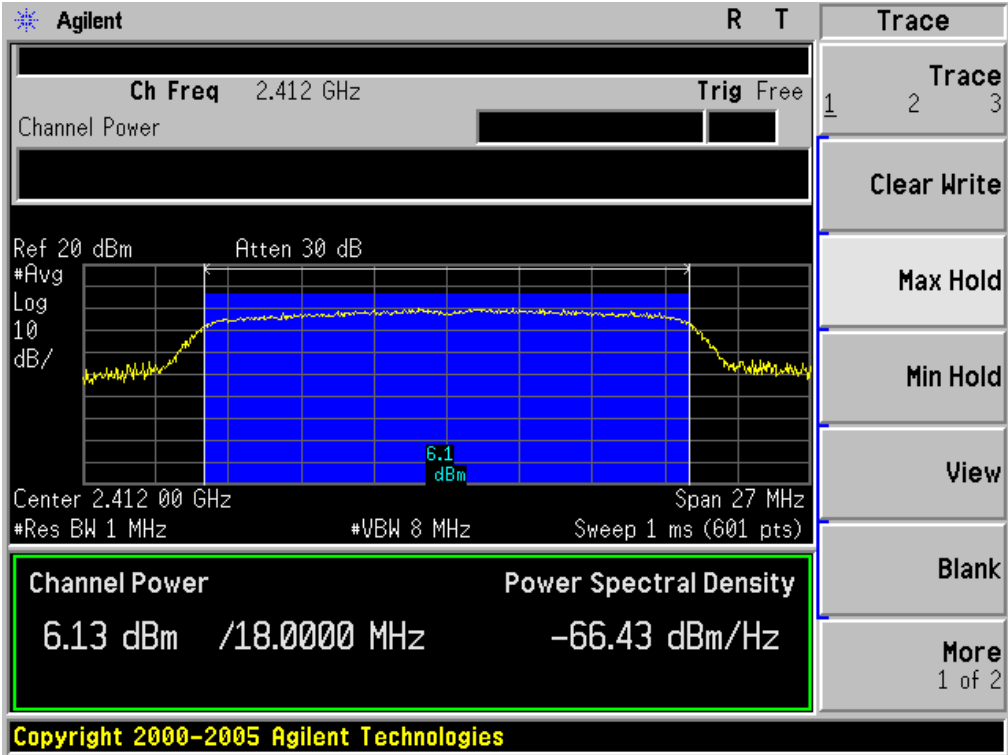 Agilent R T Trace
Ch Freq 2.412 GHz Trig Free
Channel Power
Trace
1 2 3
Clear Write
Ref 20 dBm Atten 30 dB
#Avg
Log
10
dB/
Max Hold
Min Hold
6.1
dBm
View
Center 2.412 00 GHz Span 27 MHz
#Res BW 1 MHz #VBW 8 MHz Sweep 1 ms (601 pts)
Blank
Channel Power Power Spectral Density
6.13 dBm /18.0000 MHz -66.43 dBm/Hz
More
1 of 2
Copyright 2000-2005 Agilent Technologies